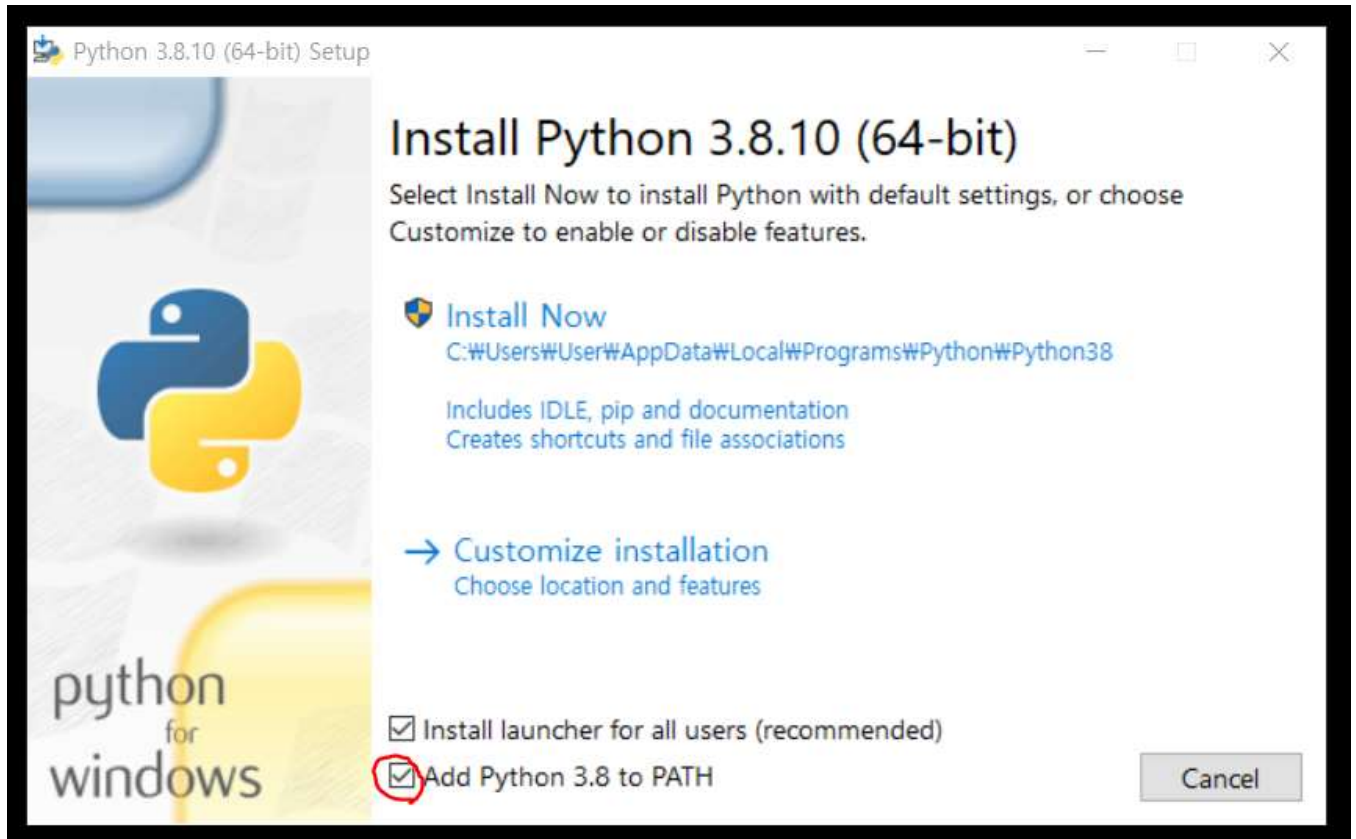 Python 3.8.10 (64-bit) Setup
Install Python 3.8.10 (64-bit)
Select Install Now to install Python with default settings, or choose
Customize to enable or disable features.
Install Now
C:₩Users₩User₩AppData₩Local₩Programs₩Python₩Python38
Includes IDLE, pip and documentation
Creates shortcuts and file associations
Customize installation
Choose location and features
python
for
windows
Install launcher for all users (recommended)
Add Python 3.8 to PATH
Cancel